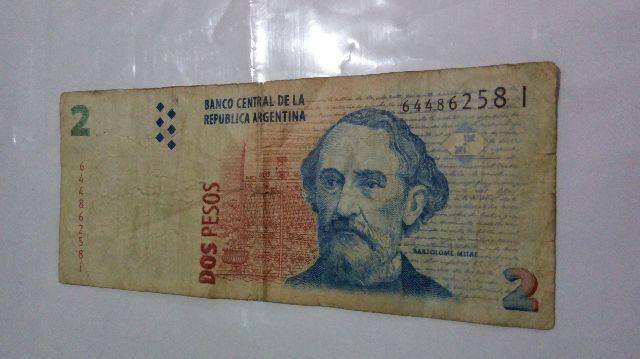 2
BANCO CENTRAL DE LA
REPUBLICA ARGENTINA
64486258 I
64486258 I
DOS PESOS
BARTOLOME MITRE
2